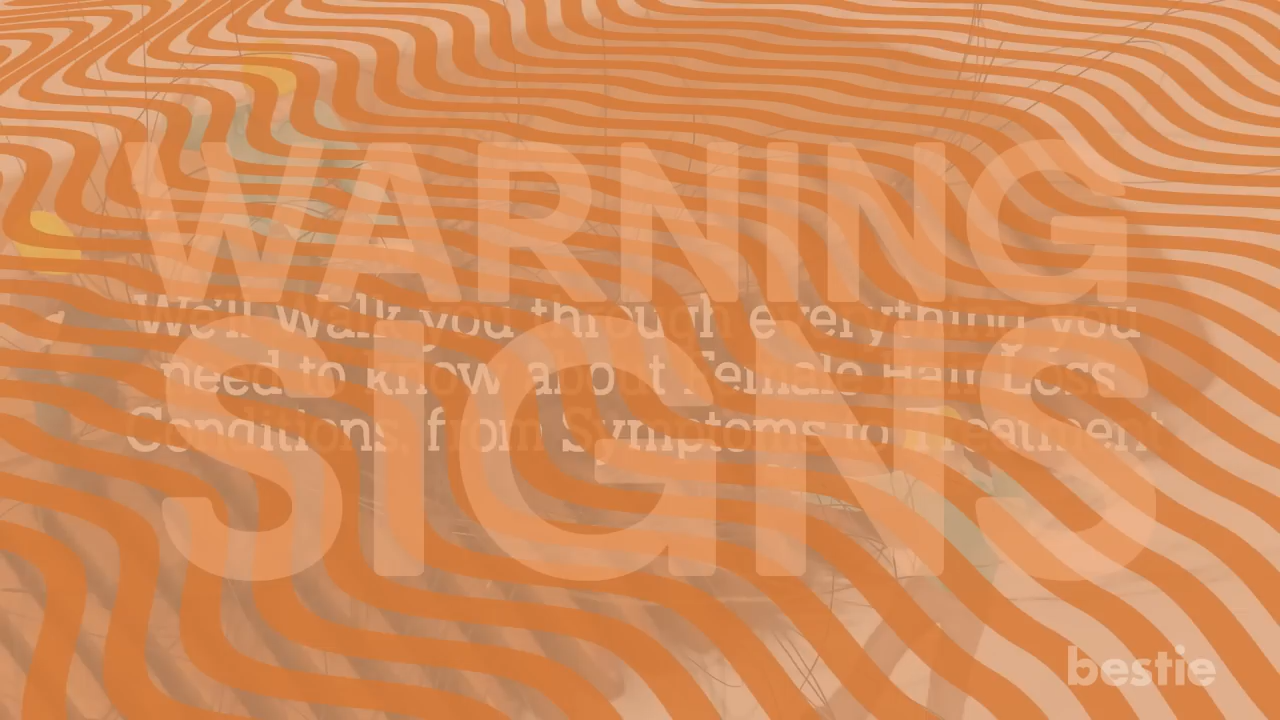 WARNING
We'll Walk you through everything you
SIGNS
need to know about Female Hair Loss
Conditions, from Symptoms to Treatment
bestie